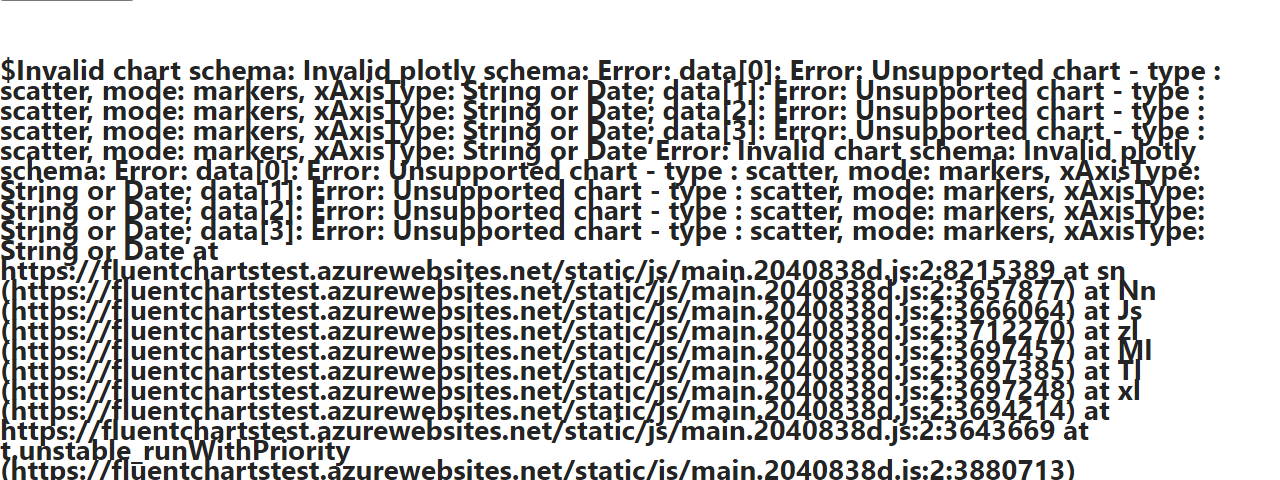 $Invalid chart schema: Invalid plotly schema: Error: data[0]: Error: Unsupported chart - type :
scatter, mode: markers, xAxisType: String or Date; data[1]: Error: Unsupported chart - type :
scatter, mode: markers, xAxisType: String or Date; data[2]: Error: Unsupported chart - type :
scatter, mode: markers, xAxisType: String or Date; data[3]: Error: Unsupported chart - type :
scatter, mode: markers, xAxisType: String or Date Error: Invalid chart schema: Invalid plotly
schema: Error: data[0]: Error: Unsupported chart - type : scatter, mode: markers, xAxisType:
String or Date; data[1]: Error: Unsupported chart - type : scatter, mode: markers, xAxisType:
String or Date; data[2]: Error: Unsupported chart - type : scatter, mode: markers, xAxisType:
String or Date; data[3]: Error: Unsupported chart - type : scatter, mode: markers, xAxisType:
String or Date at
https://fluentchartstest.azurewebsites.net/static/js/main.2040838d.js:2:8215389 at sn
(https://fluentchartstest.azurewebsites.net/static/js/main.2040838d.js:2:3657877) at Nn
(https://fluentchartstest.azurewebsites.net/static/js/main.2040838d.js:2:3666064) at Js
(https://fluentchartstest.azurewebsites.net/static/js/main.2040838d.js:2:3712270) at zl
(https://fluentchartstest.azurewebsites.net/static/js/main.2040838d.js:2:3697457) at Ml
(https://fluentchartstest.azurewebsites.net/static/js/main.2040838d.js:2:3697385) at Tl
(https://fluentchartstest.azurewebsites.net/static/js/main.2040838d.js:2:3697248) at xl
(https://fluentchartstest.azurewebsites.net/static/js/main.2040838d.js:2:3694214) at
https://fluentchartstest.azurewebsites.net/static/js/main.2040838d.js:2:3643669 at
t.unstable_runWithPriority
(https://fluentchartstest.azurewebsites.net/static/js/main.2040838d.js:2:3880713)